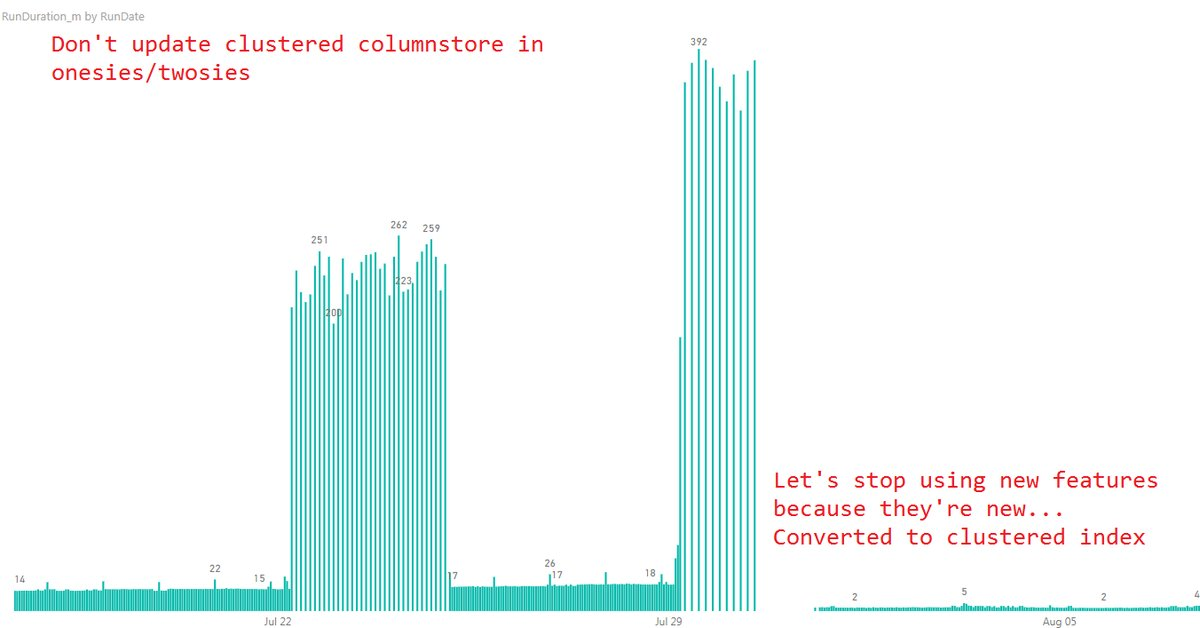 RunDuration_m by RunDate
Don't update clustered columnstore in
onesies/twosies
392
262
259
251
223
200
Let's stop using new features
because they're new...
Converted to clustered index
14
22
15
17
26
17
18
2
5
2
4
Jul 22
Jul 29
Aug 05